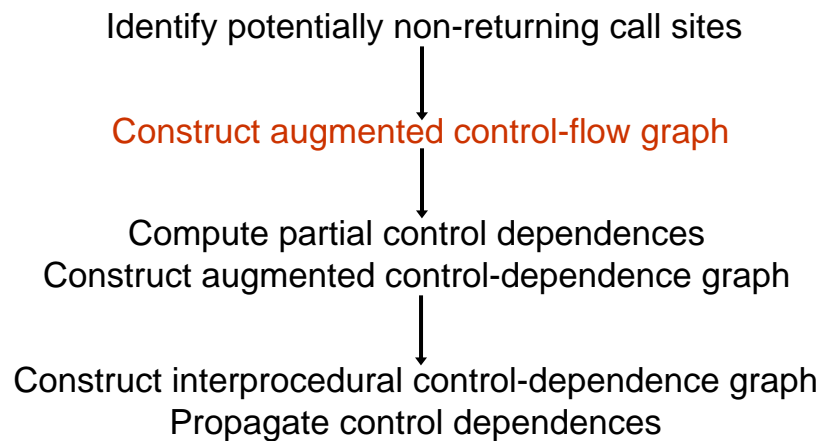 Identify potentially non-returning call sites
Construct augmented control-flow graph
Compute partial control dependences
Construct augmented control-dependence graph
Construct interprocedural control-dependence graph
Propagate control dependences